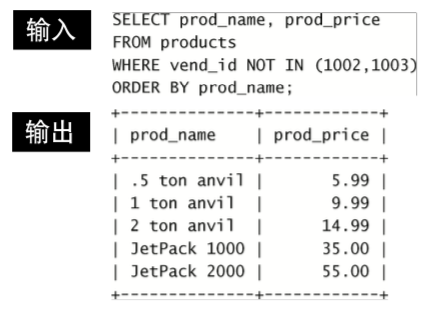 输入
SELECT prod_name, prod_price
FROM products
WHERE vend_id NOT IN (1002,1003)
ORDER BY prod_name;
输出
+--------------+------------+
| prod_name    | prod_price |
+--------------+------------+
| .5 ton anvil |       5.99 |
| 1 ton anvil  |       9.99 |
| 2 ton anvil  |      14.99 |
| JetPack 1000 |      35.00 |
| JetPack 2000 |      55.00 |
+--------------+------------+